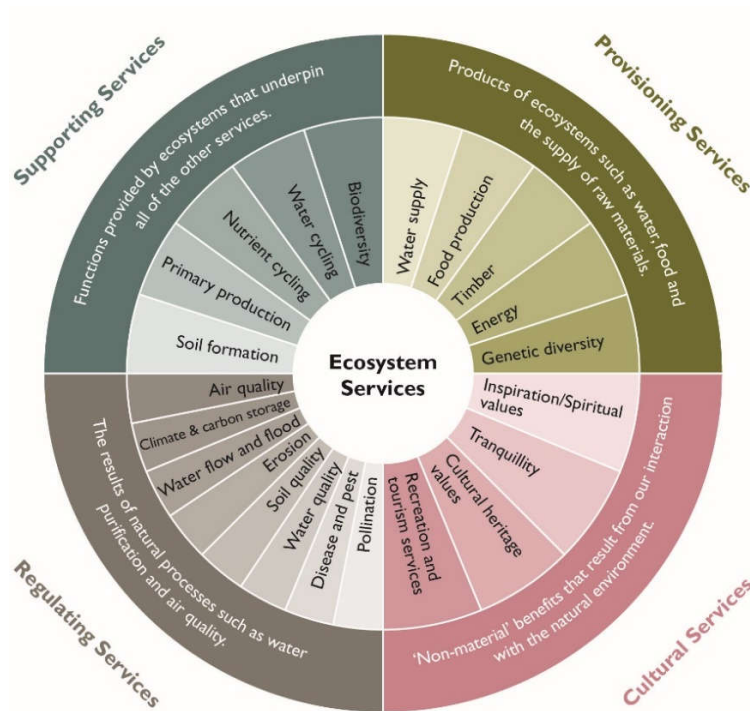 Supporting Services
Functions provided by ecosystems that underpin
all of the other services.
Soil formation
Primary production
Nutrient cycling
Water cycling
Biodiversity
Provisioning Services
Products of ecosystems such as water, food and
the supply of raw materials.
Water supply
Food production
Timber
Energy
Genetic diversity
Ecosystem
Services
Cultural Services
'Non-material' benefits that result from our interaction
with the natural environment.
Inspiration/Spiritual
values
Tranquillity
Cultural heritage
values
Recreation and
tourism services
Regulating Services
The results of natural processes such as water
purification and air quality.
Air quality
Climate & carbon storage
Water flow and flood
Erosion
Soil quality
Water quality
Disease and pest
Pollination